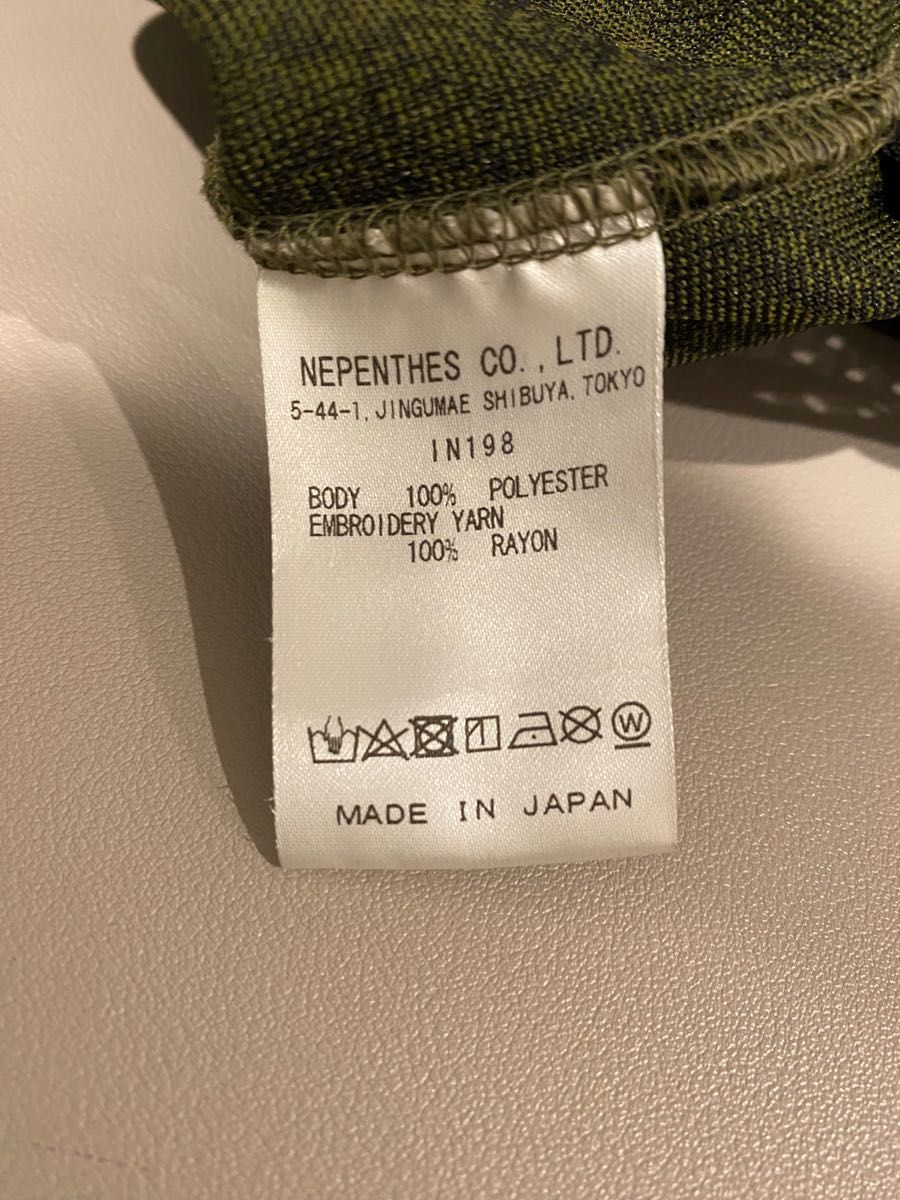 NEPENTHES CO.,LTD.
5-44-1,JINGUMAE SHIBUYA,TOKYO
IN198
BODY 100% POLYESTER
EMBROIDERY YARN
100% RAYON
W
MADE IN JAPAN